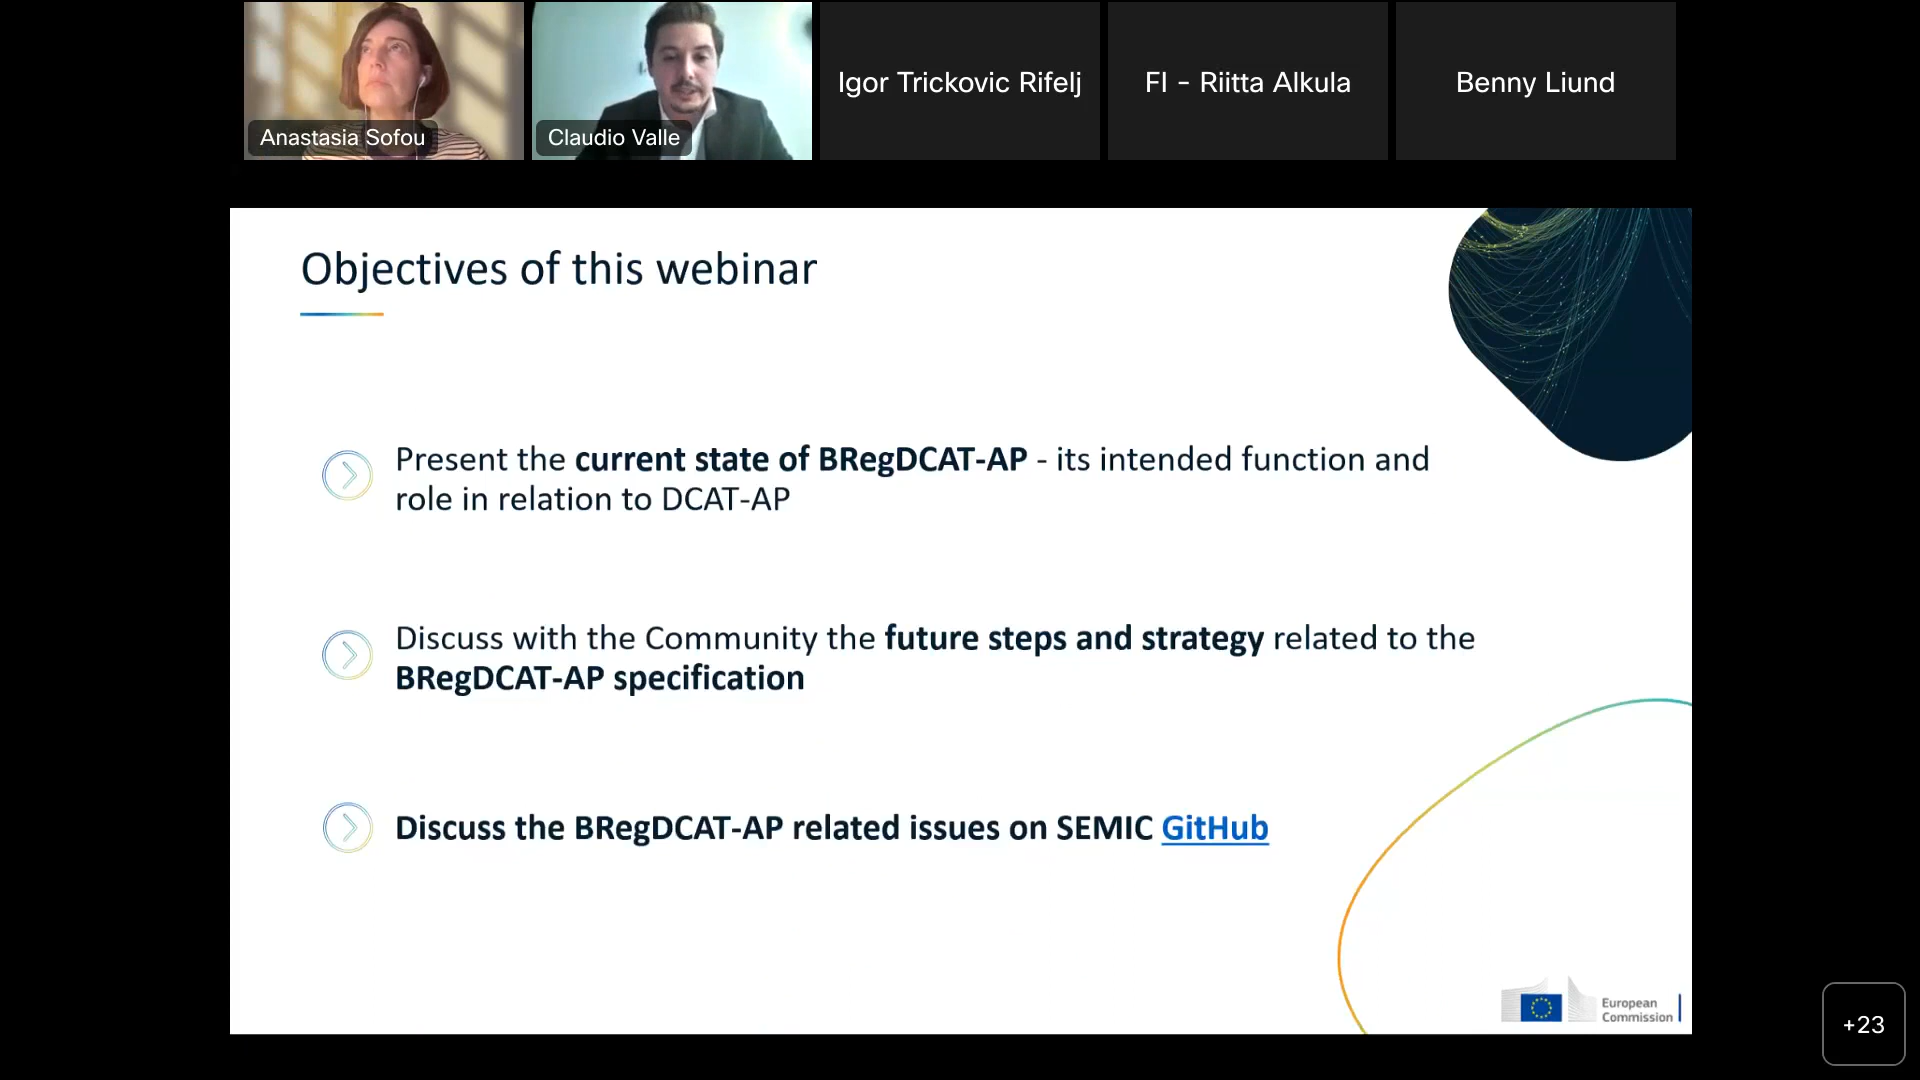 Anastasia Sofou
Claudio Valle
Igor Trickovic Rifelj
FI - Riitta Alkula
Benny Liund
Objectives of this webinar
Present the current state of BRegDCAT-AP - its intended function and
role in relation to DCAT-AP
Discuss with the Community the future steps and strategy related to the
BRegDCAT-AP specification
Discuss the BRegDCAT-AP related issues on SEMIC GitHub
European
Commission
+23